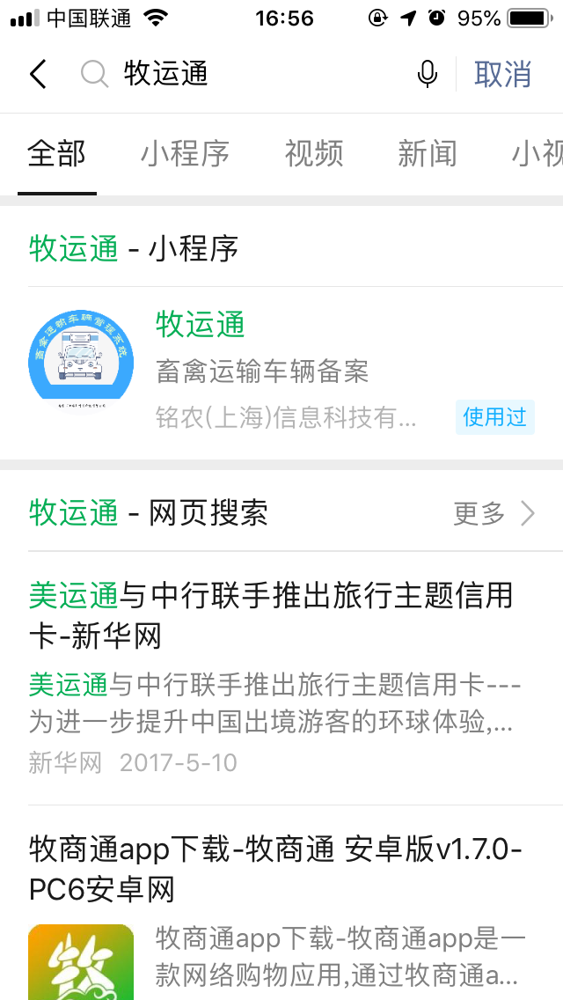 中国联通 16:56 95%
牧运通 取消
全部 小程序 视频 新闻 小视
牧运通 - 小程序
畜禽运输车辆管理系统
牧运通
畜禽运输车辆备案
铭农(上海)信息科技有... 使用过
牧运通 - 网页搜索 更多
美运通与中行联手推出旅行主题信用
卡-新华网
美运通与中行联手推出旅行主题信用卡---
为进一步提升中国出境游客的环球体验,...
新华网 2017-5-10
牧商通app下载-牧商通 安卓版v1.7.0-
PC6安卓网
牧
牧商通app下载-牧商通app是一
款网络购物应用,通过牧商通a...